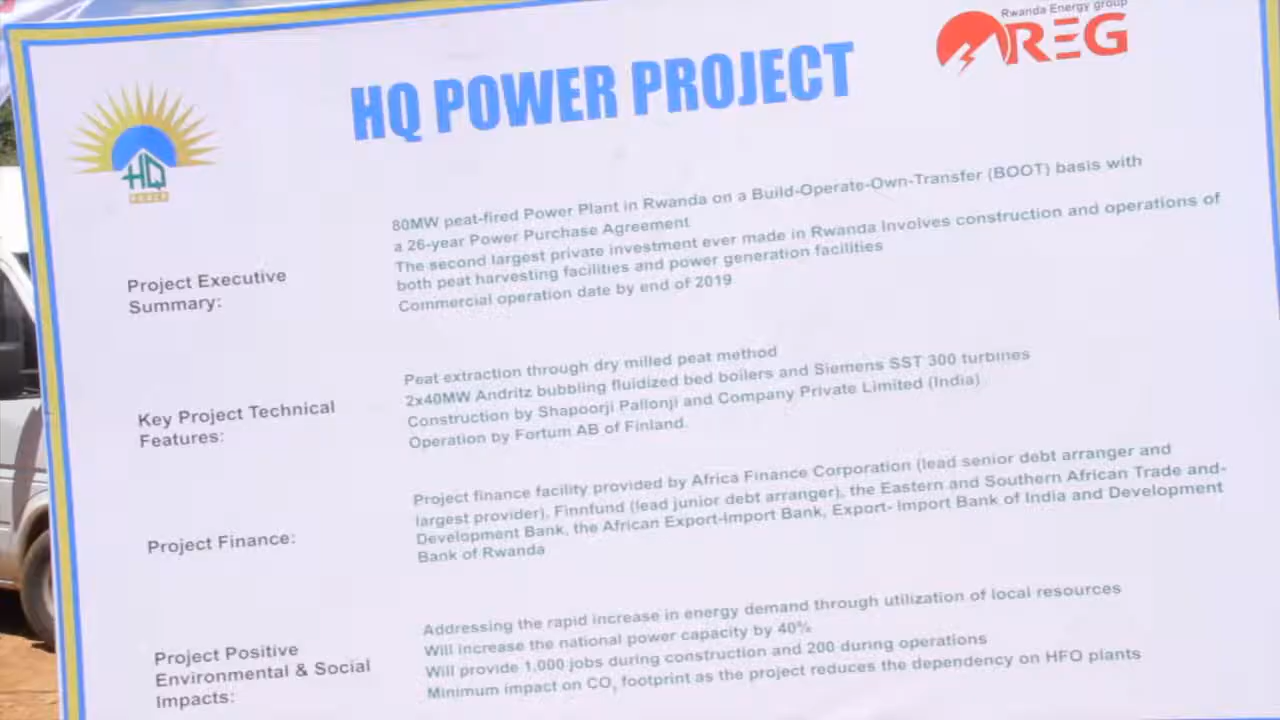 Rwanda Energy group
REG
HQ POWER PROJECT
HQ
POWER
Project Executive
Summary:
80MW peat-fired Power Plant in Rwanda on a Build-Operate-Own-Transfer (BOOT) basis with
a 26-year Power Purchase Agreement
The second largest private investment ever made in Rwanda Involves construction and operations of
both peat harvesting facilities and power generation facilities
Commercial operation date by end of 2019
Key Project Technical
Features:
Peat extraction through dry milled peat method
2x40MW Andritz bubbling fluidized bed boilers and Siemens SST 300 turbines
Construction by Shapoorji Pallonji and Company Private Limited (India)
Operation by Fortum AB of Finland.
Project Finance:
Project finance facility provided by Africa Finance Corporation (lead senior debt arranger and
largest provider), Finnfund (lead junior debt arranger), the Eastern and Southern African Trade and-
Development Bank, the African Export-Import Bank, Export- Import Bank of India and Development
Bank of Rwanda
Project Positive
Environmental & Social
Impacts:
Addressing the rapid increase in energy demand through utilization of local resources
Will increase the national power capacity by 40%
Will provide 1,000 jobs during construction and 200 during operations
Minimum impact on CO₂ footprint as the project reduces the dependency on HFO plants